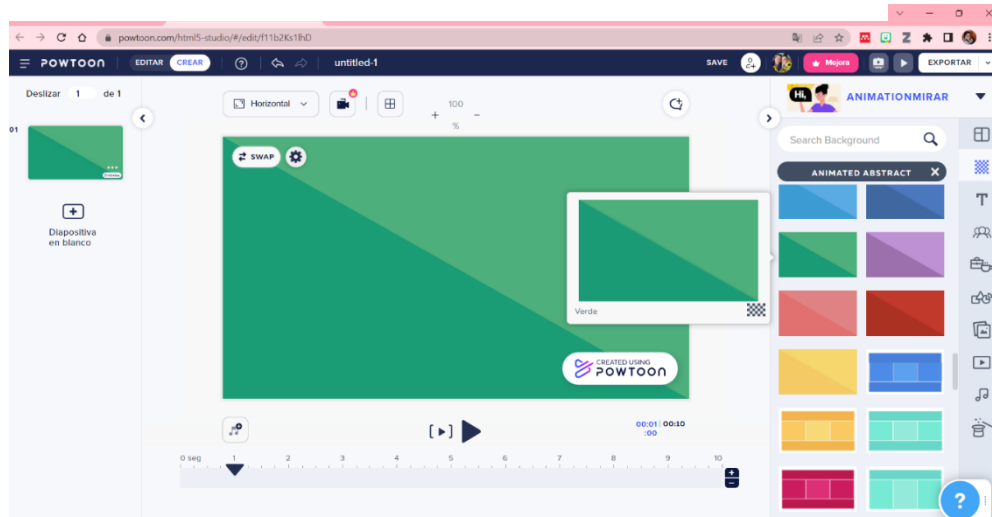 powtoon.com/html5-studio/#/edit/f11b2Ks1lhD
POWTOON EDITAR CREAR untitled-1 SAVE Mejora EXPORTAR
Deslizar 1 de 1
Horizontal
100
+ -
%
Hi, ANIMATIONMIRAR
01
Search Background
SWAP
ANIMATED ABSTRACT X
Diapositiva
en blanco
Verde
CREATED USING
POWTOON
00:01 00:10
:00
0 seg 1 2 3 4 5 6 7 8 9 10